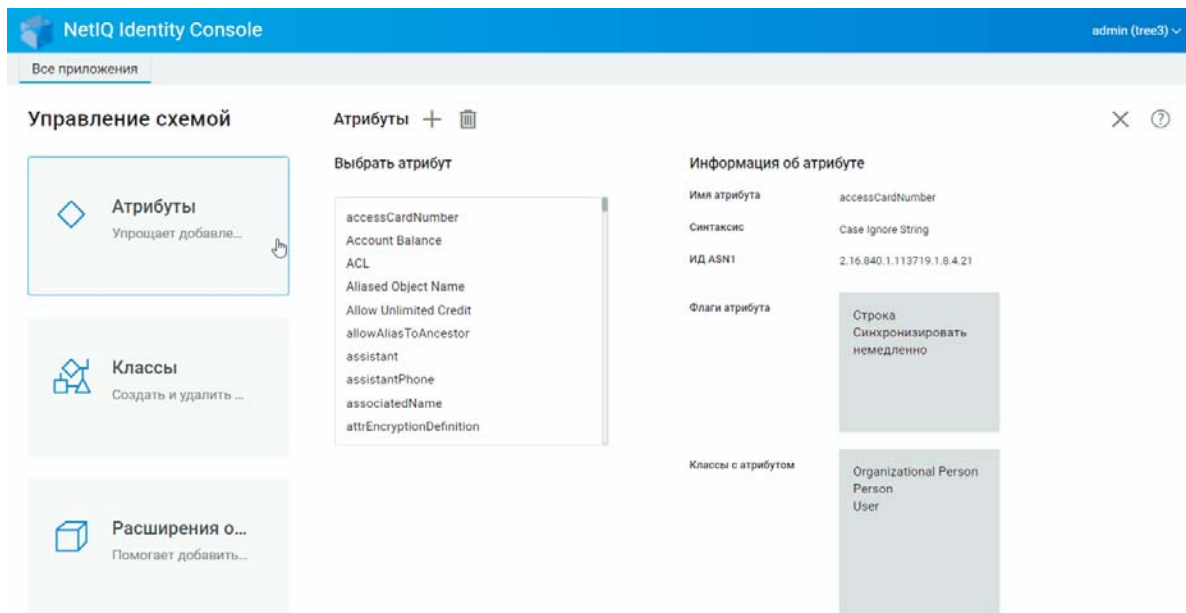 NetIQ Identity Console
admin (tree3)
Все приложения
Управление схемой
Атрибуты
Упрощает добавле...
Классы
Создать и удалить ...
Расширения о...
Помогает добавить...
Атрибуты
Выбрать атрибут
accessCardNumber
Account Balance
ACL
Aliased Object Name
Allow Unlimited Credit
allowAliasToAncestor
assistant
assistantPhone
associatedName
attrEncryptionDefinition
Информация об атрибуте
Имя атрибута accessCardNumber
Синтаксис Case Ignore String
ИД ASN1 2.16.840.1.113719.1.8.4.21
Флаги атрибута
Строка
Синхронизировать
немедленно
Классы с атрибутом
Organizational Person
Person
User